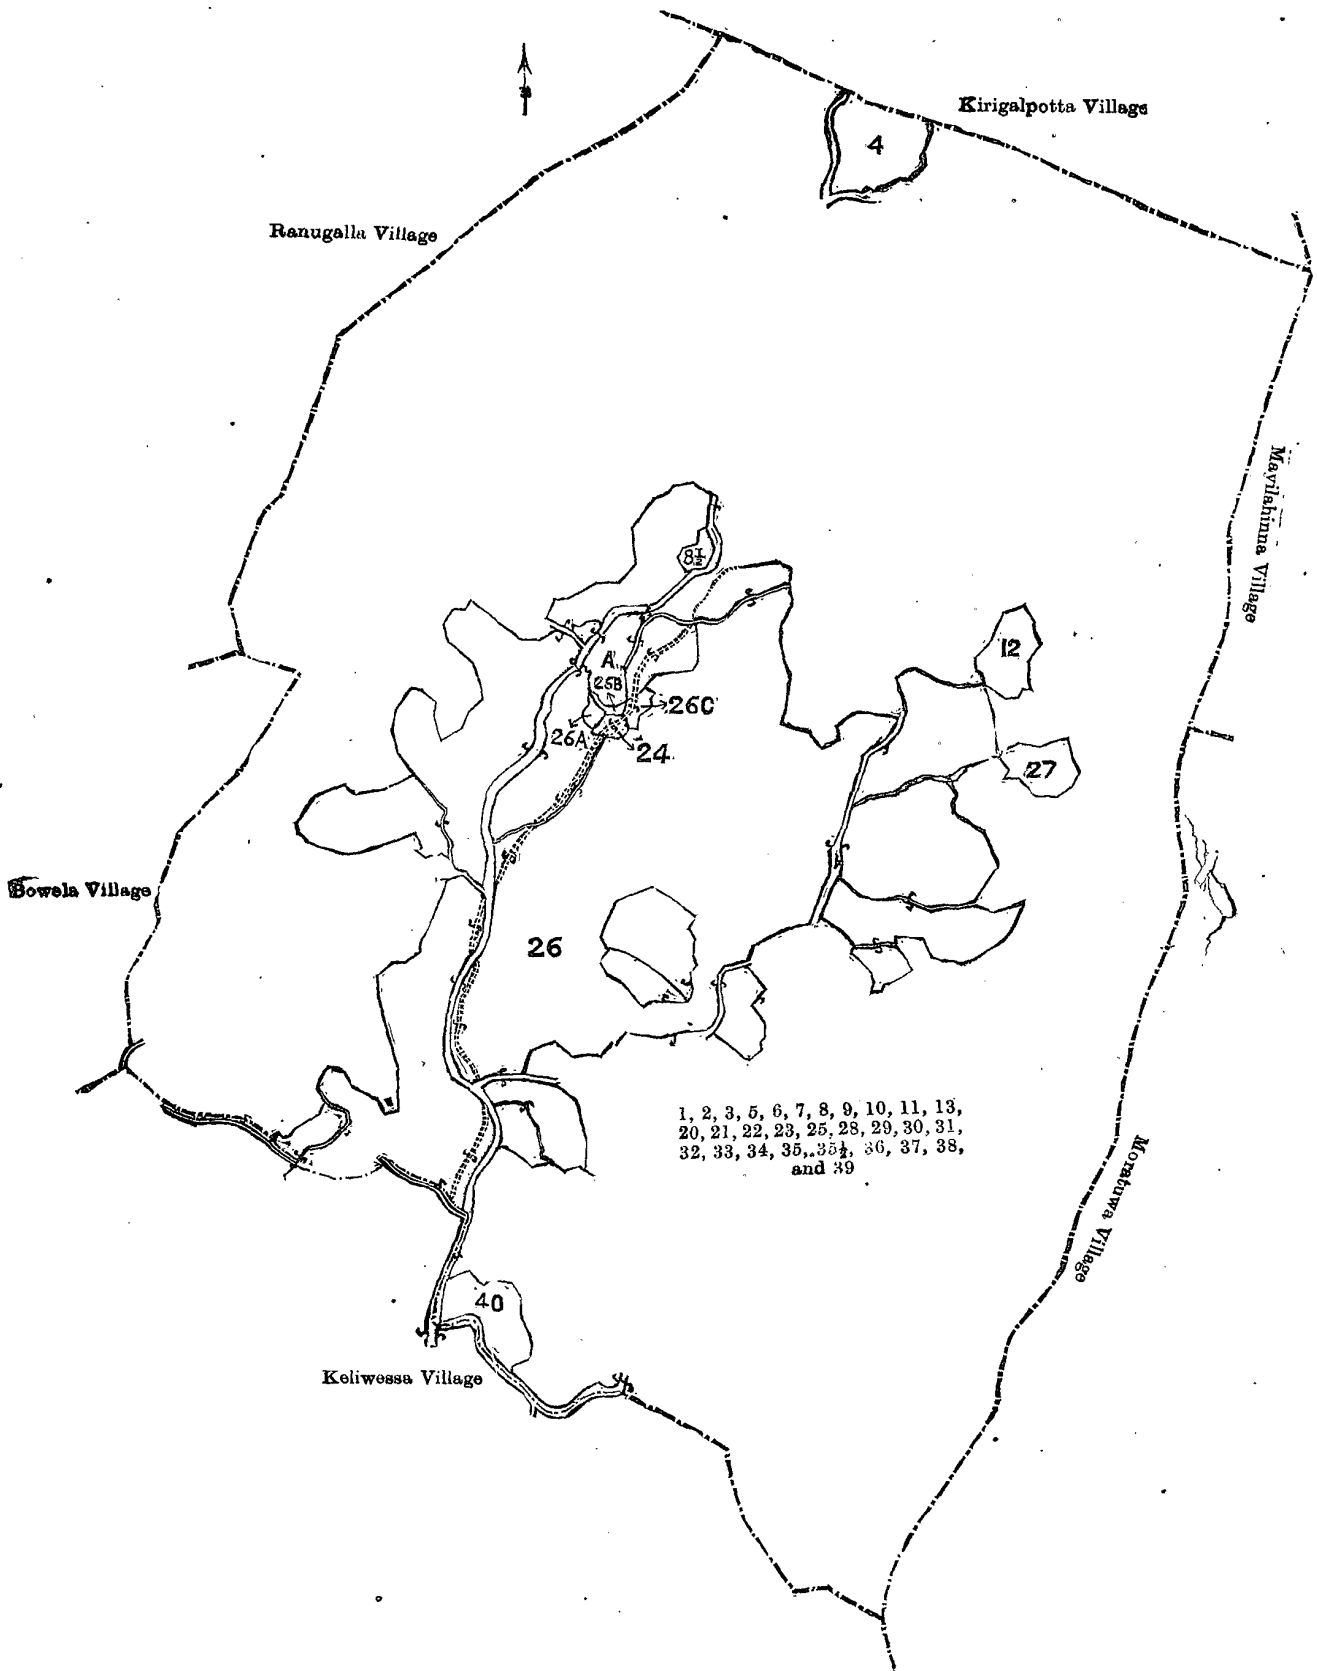 Kirigalpotta Village
4
Ranugalla Village
Mavilahinna Village
8½
12
A
26B
26C
26A
24
27
Bowela Village
26
1, 2, 3, 5, 6, 7, 8, 9, 10, 11, 13,
20, 21, 22, 23, 25, 28, 29, 30, 31,
32, 33, 34, 35, 35½, 36, 37, 38,
and 39
Moratuwa Village
40
Keliwessa Village